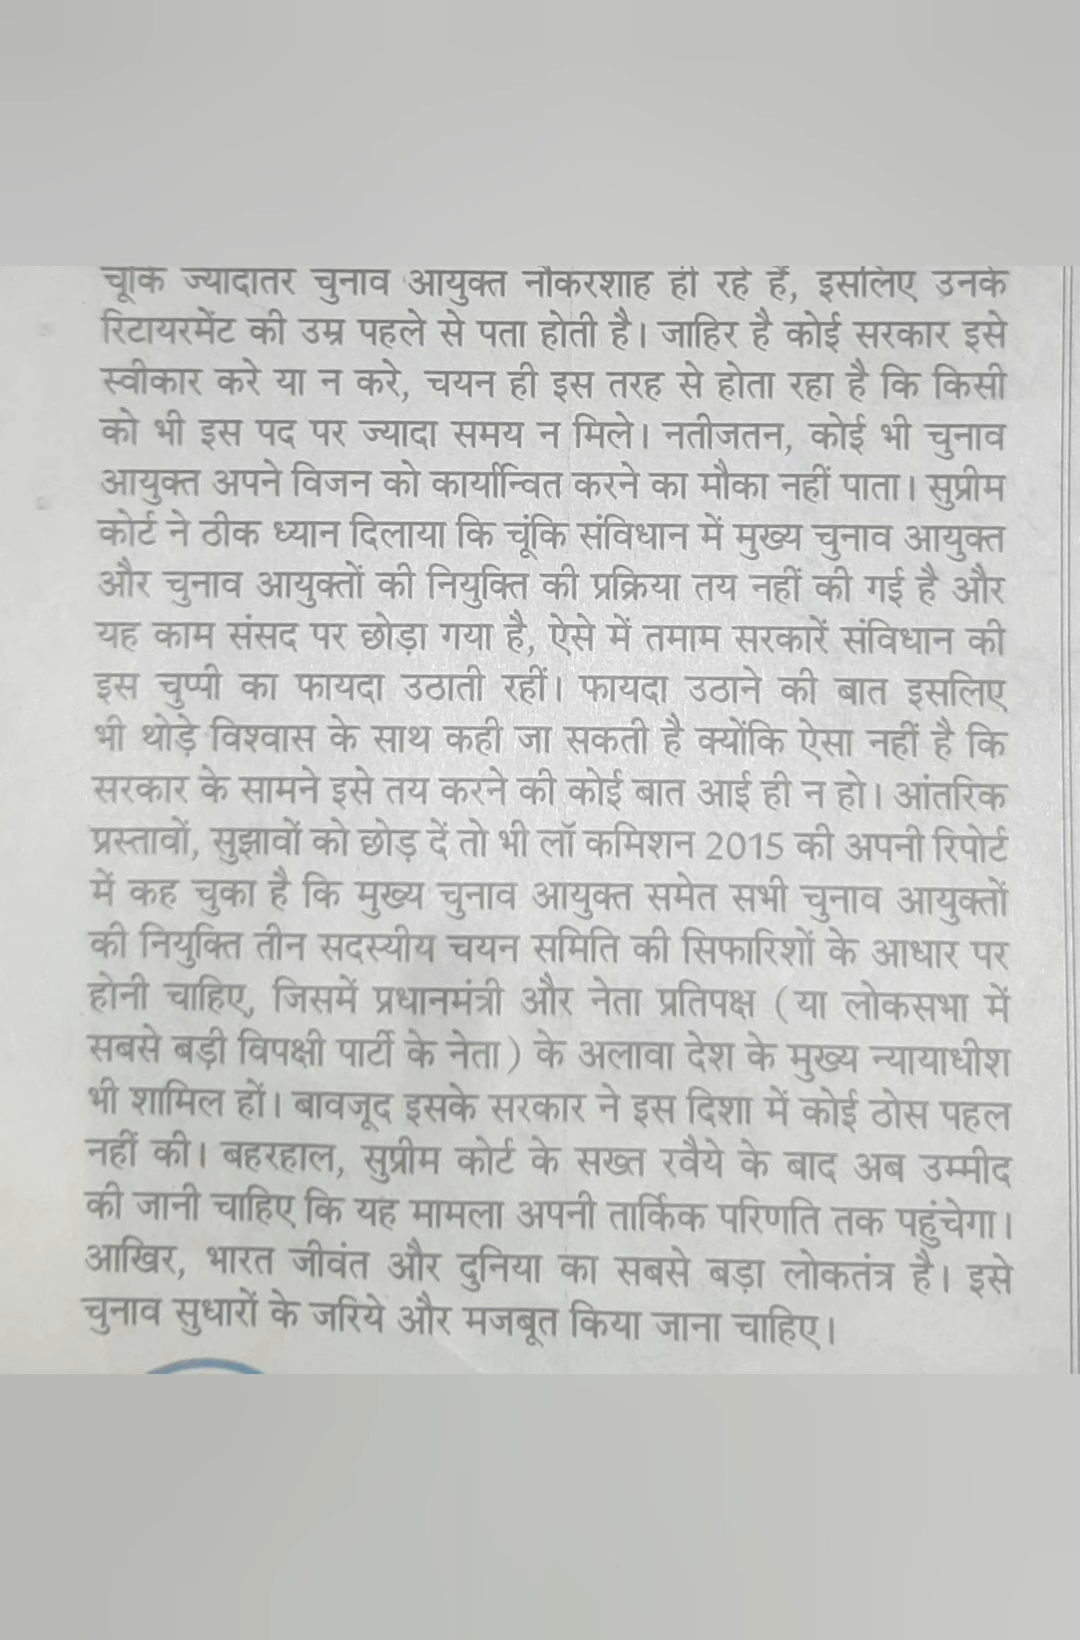 चूंकि ज्यादातर चुनाव आयुक्त नौकरशाह ही रहे हैं, इसलिए उनके
रिटायरमेंट की उम्र पहले से पता होती है। जाहिर है कोई सरकार इसे
स्वीकार करे या न करे, चयन ही इस तरह से होता रहा है कि किसी
को भी इस पद पर ज्यादा समय न मिले। नतीजतन, कोई भी चुनाव
आयुक्त अपने विजन को कार्यान्वित करने का मौका नहीं पाता। सुप्रीम
कोर्ट ने ठीक ध्यान दिलाया कि चूंकि संविधान में मुख्य चुनाव आयुक्त
और चुनाव आयुक्तों की नियुक्ति की प्रक्रिया तय नहीं की गई है और
यह काम संसद पर छोड़ा गया है, ऐसे में तमाम सरकारें संविधान की
इस चुप्पी का फायदा उठाती रहीं। फायदा उठाने की बात इसलिए
भी थोड़े विश्वास के साथ कही जा सकती है क्योंकि ऐसा नहीं है कि
सरकार के सामने इसे तय करने की कोई बात आई ही न हो। आंतरिक
प्रस्तावों, सुझावों को छोड़ दें तो भी लॉ कमिशन 2015 की अपनी रिपोर्ट
में कह चुका है कि मुख्य चुनाव आयुक्त समेत सभी चुनाव आयुक्तों
की नियुक्ति तीन सदस्यीय चयन समिति की सिफारिशों के आधार पर
होनी चाहिए, जिसमें प्रधानमंत्री और नेता प्रतिपक्ष (या लोकसभा में
सबसे बड़ी विपक्षी पार्टी के नेता) के अलावा देश के मुख्य न्यायाधीश
भी शामिल हों। बावजूद इसके सरकार ने इस दिशा में कोई ठोस पहल
नहीं की। बहरहाल, सुप्रीम कोर्ट के सख्त रवैये के बाद अब उम्मीद
की जानी चाहिए कि यह मामला अपनी तार्किक परिणति तक पहुंचेगा।
आखिर, भारत जीवंत और दुनिया का सबसे बड़ा लोकतंत्र है। इसे
चुनाव सुधारों के जरिये और मजबूत किया जाना चाहिए।